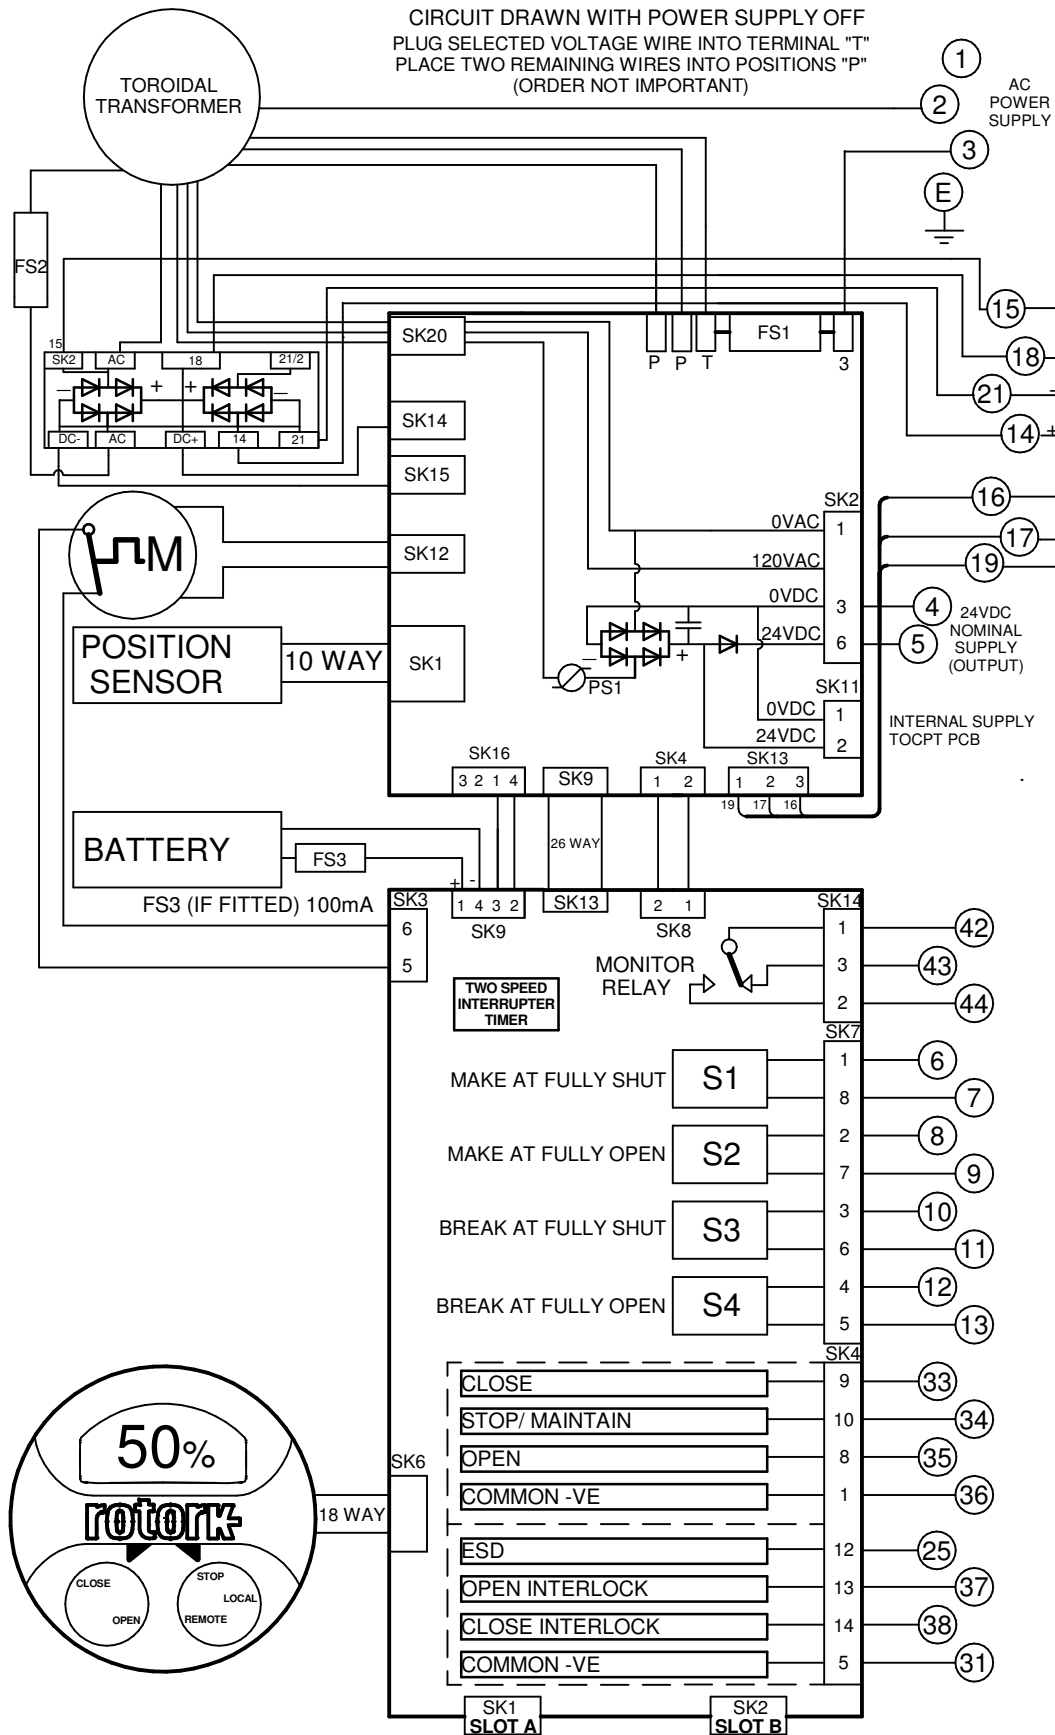 CIRCUIT DRAWN WITH POWER SUPPLY OFF
PLUG SELECTED VOLTAGE WIRE INTO TERMINAL "T"
PLACE TWO REMAINING WIRES INTO POSITIONS "P"
(ORDER NOT IMPORTANT)
TOROIDAL
TRANSFORMER
1
2
3
E
AC
POWER
SUPPLY
FS2
15
SK2
AC
18
21/2
− + + −
DC-
AC
DC+
14
21
SK20
SK14
SK15
SK12
SK1
P
P
T
FS1
3
15
18
21
-
14
+
16
17
19
M
POSITION
SENSOR
10 WAY
SK2
0VAC
1
120VAC
0VDC
3
24VDC
6
− +
PS1
4
5
24VDC
NOMINAL
SUPPLY
(OUTPUT)
SK11
0VDC
1
24VDC
2
INTERNAL SUPPLY
TOCPT PCB
SK16
3 2 1 4
SK9
SK4
1 2
SK13
1 2 3
19 17 16
26 WAY
BATTERY
FS3
FS3 (IF FITTED) 100mA
+ -
SK3
6
5
1 4 3 2
SK9
SK13
2 1
SK8
SK14
1
3
2
42
43
44
MONITOR
RELAY
TWO SPEED
INTERRUPTER
TIMER
SK7
MAKE AT FULLY SHUT
S1
1
8
6
7
MAKE AT FULLY OPEN
S2
2
7
8
9
BREAK AT FULLY SHUT
S3
3
6
10
11
BREAK AT FULLY OPEN
S4
4
5
12
13
SK4
CLOSE 9 33
STOP/ MAINTAIN 10 34
OPEN 8 35
COMMON -VE 1 36
ESD 12 25
OPEN INTERLOCK 13 37
CLOSE INTERLOCK 14 38
COMMON -VE 5 31
50%
rotork
CLOSE
OPEN
STOP
LOCAL
REMOTE
18 WAY
SK6
SK1
SLOT A
SK2
SLOT B